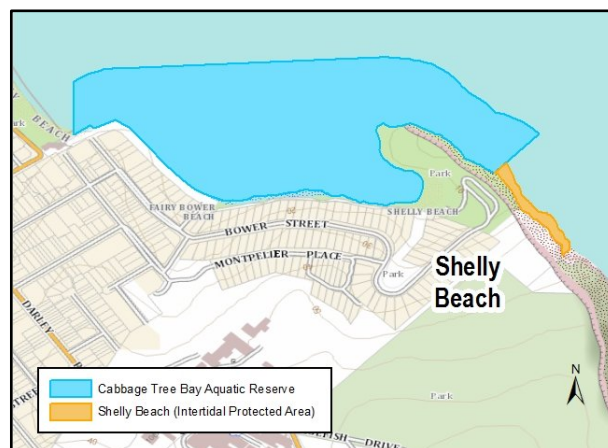 BEACH
Park
FAIRY BOWER
BEACH
BOWER STREET
MONTPELIER PLACE
SHELLY BEACH
Park
Park
Shelly
Beach
DARLEY
Park
N
Cabbage Tree Bay Aquatic Reserve
Shelly Beach (Intertidal Protected Area)